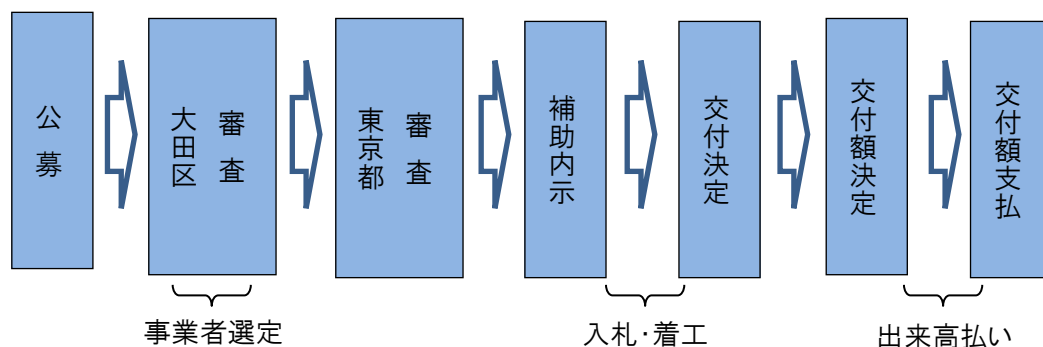 公募
審査
大田区
審査
東京都
補助内示
交付決定
交付額決定
交付額支払
事業者選定
入札・着工
出来高払い